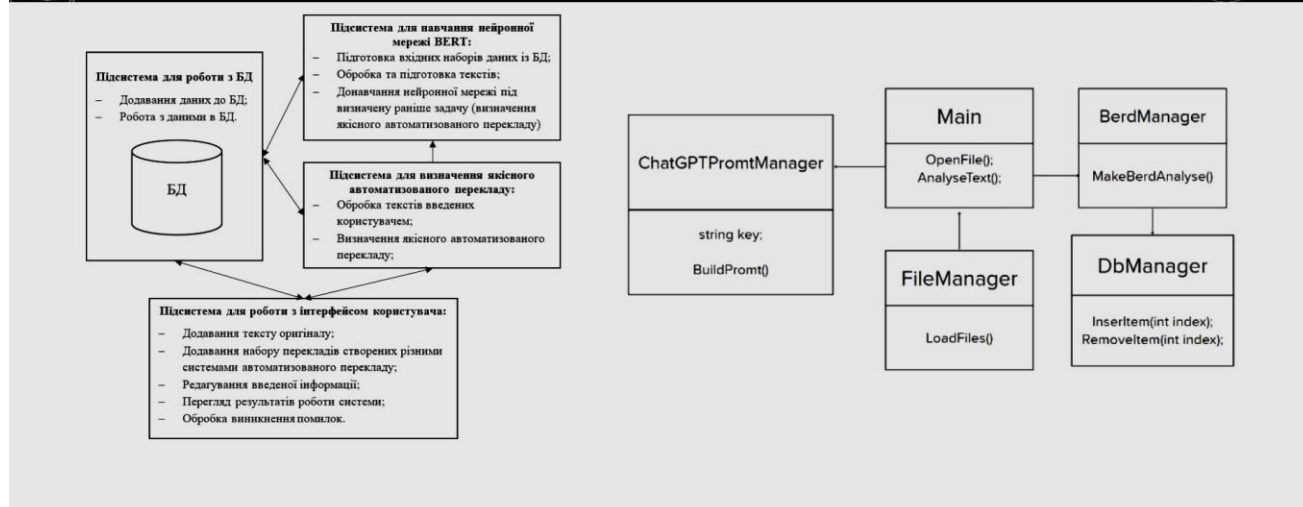 Підсистема для навчання нейронної
мережі BERT:
– Підготовка вхідних наборів даних із БД;
– Обробка та підготовка текстів;
– Донавчання нейронної мережі під
визначену раніше задачу (визначення
якісного автоматизованого перекладу)
Підсистема для роботи з БД
– Додавання даних до БД;
– Робота з даними в БД.
БД
Підсистема для визначення якісного
автоматизованого перекладу:
– Обробка текстів введених
користувачем;
– Визначення якісного автоматизованого
перекладу;
Підсистема для роботи з інтерфейсом користувача:
– Додавання тексту оригіналу;
– Додавання набору перекладів створених різними
системами автоматизованого перекладу;
– Редагування введеної інформації;
– Перегляд результатів роботи системи;
– Обробка виникнення помилок.
ChatGPTPromtManager
string key;
BuildPromt()
Main
OpenFile();
AnalyseText();
BerdManager
MakeBerdAnalyse()
FileManager
LoadFiles()
DbManager
InserItem(int index);
RemoveItem(int index);